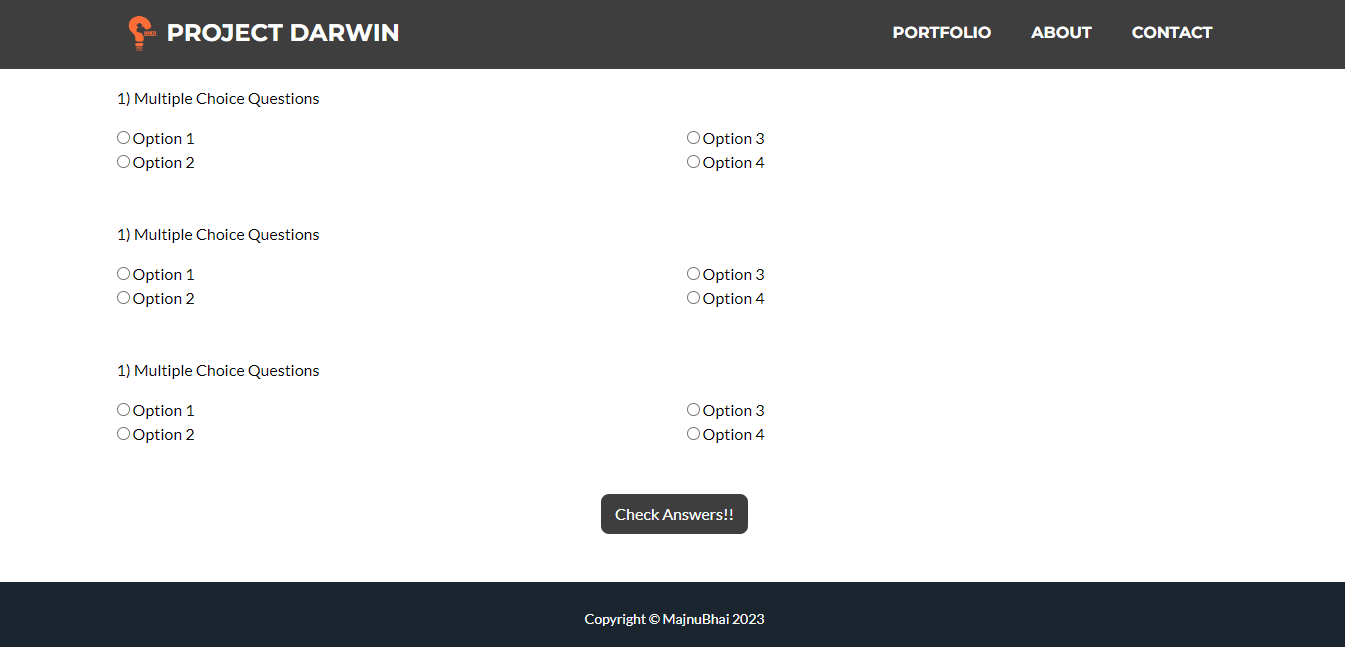 PROJECT DARWIN
PORTFOLIO ABOUT CONTACT
1) Multiple Choice Questions
Option 1 Option 3
Option 2 Option 4
1) Multiple Choice Questions
Option 1 Option 3
Option 2 Option 4
1) Multiple Choice Questions
Option 1 Option 3
Option 2 Option 4
Check Answers!!
Copyright © MajnuBhai 2023